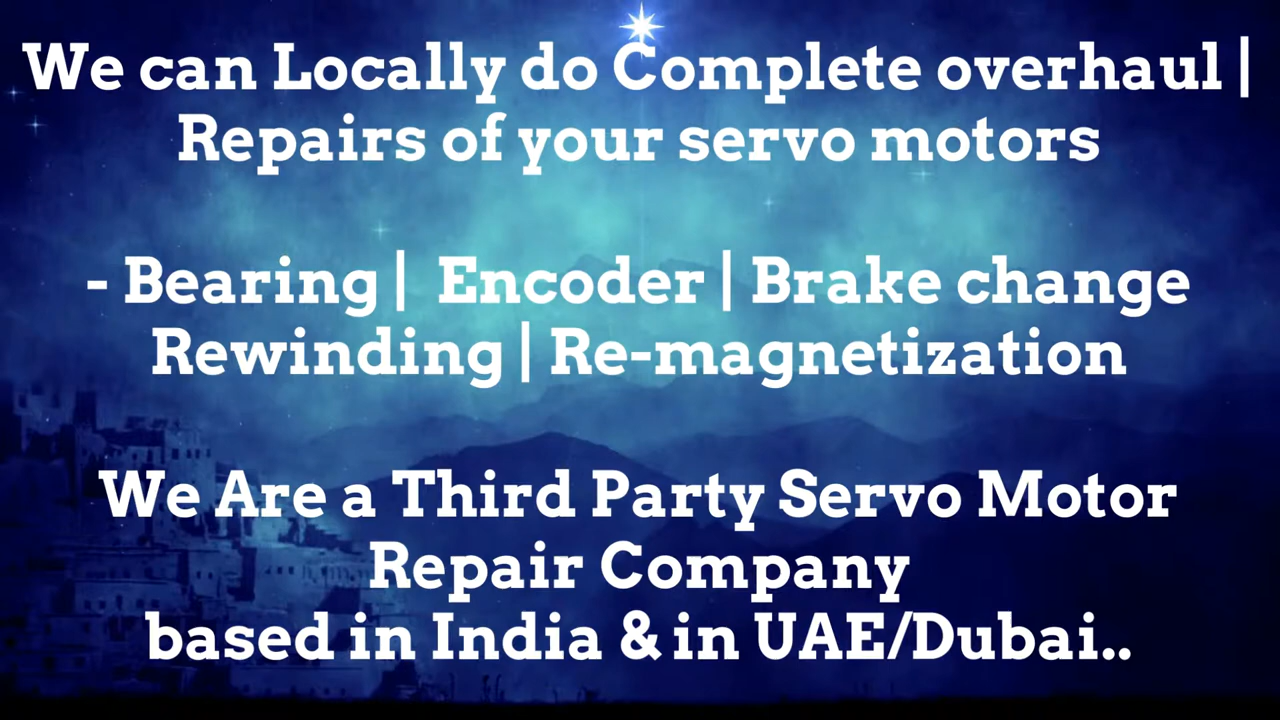 We can Locally do Complete overhaul |
Repairs of your servo motors
- Bearing | Encoder | Brake change
Rewinding | Re-magnetization
We Are a Third Party Servo Motor
Repair Company
based in India & in UAE/Dubai..